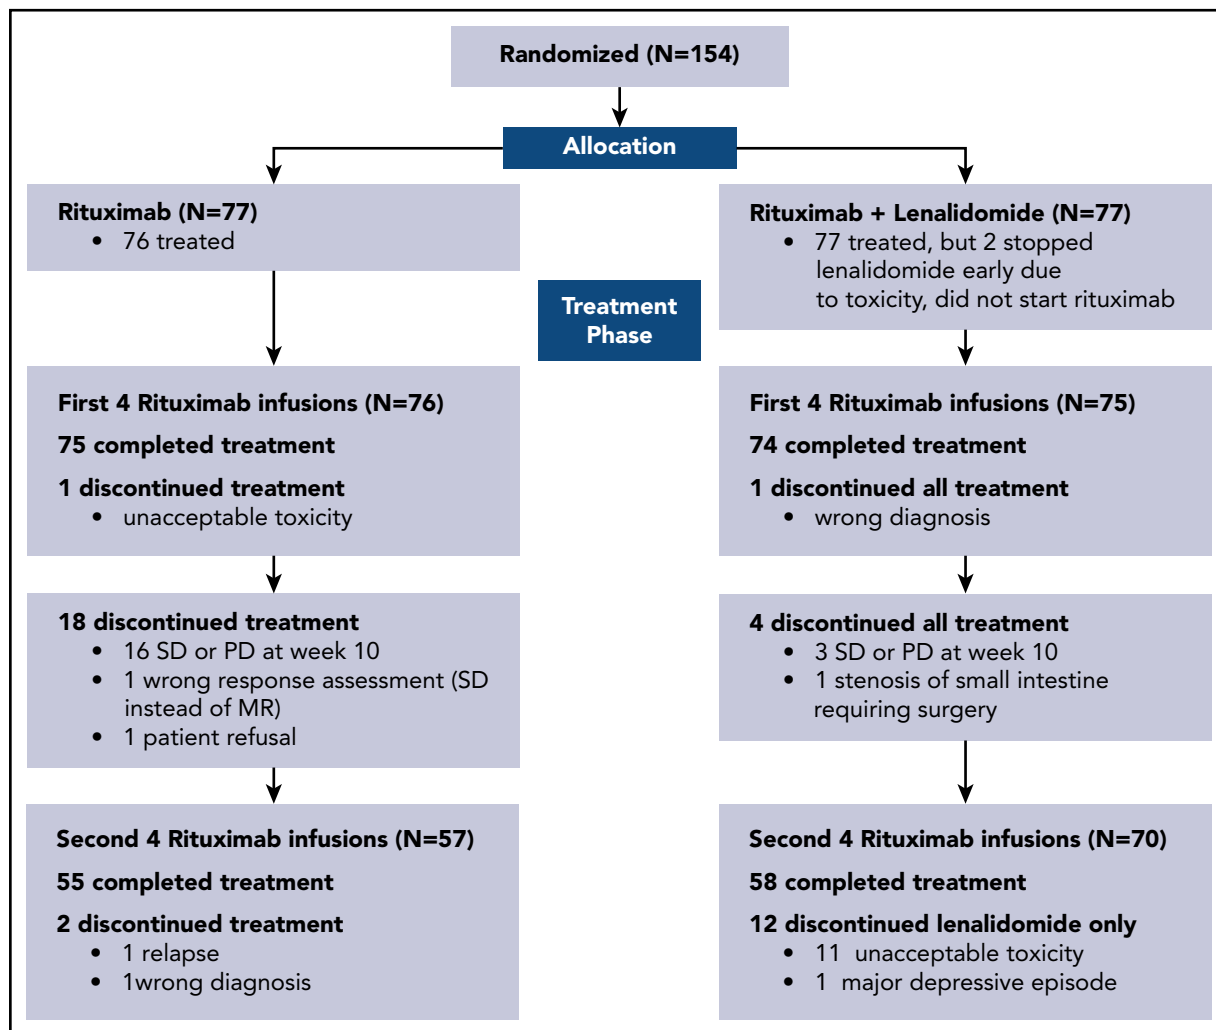 Randomized (N=154)
Allocation
Rituximab (N=77)
• 76 treated
Rituximab + Lenalidomide (N=77)
• 77 treated, but 2 stopped
lenalidomide early due
to toxicity, did not start rituximab
Treatment
Phase
First 4 Rituximab infusions (N=76)
75 completed treatment
1 discontinued treatment
• unacceptable toxicity
First 4 Rituximab infusions (N=75)
74 completed treatment
1 discontinued all treatment
• wrong diagnosis
18 discontinued treatment
• 16 SD or PD at week 10
• 1 wrong response assessment (SD
instead of MR)
• 1 patient refusal
4 discontinued all treatment
• 3 SD or PD at week 10
• 1 stenosis of small intestine
requiring surgery
Second 4 Rituximab infusions (N=57)
55 completed treatment
2 discontinued treatment
• 1 relapse
• 1wrong diagnosis
Second 4 Rituximab infusions (N=70)
58 completed treatment
12 discontinued lenalidomide only
• 11 unacceptable toxicity
• 1 major depressive episode